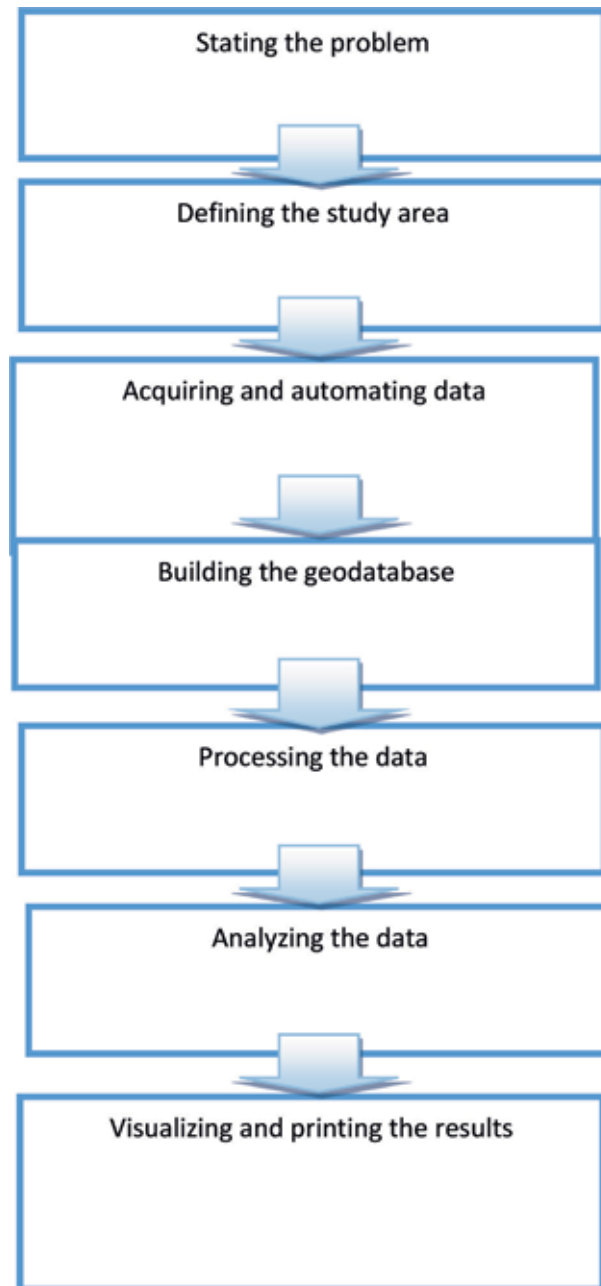 Stating the problem
Defining the study area
Acquiring and automating data
Building the geodatabase
Processing the data
Analyzing the data
Visualizing and printing the results